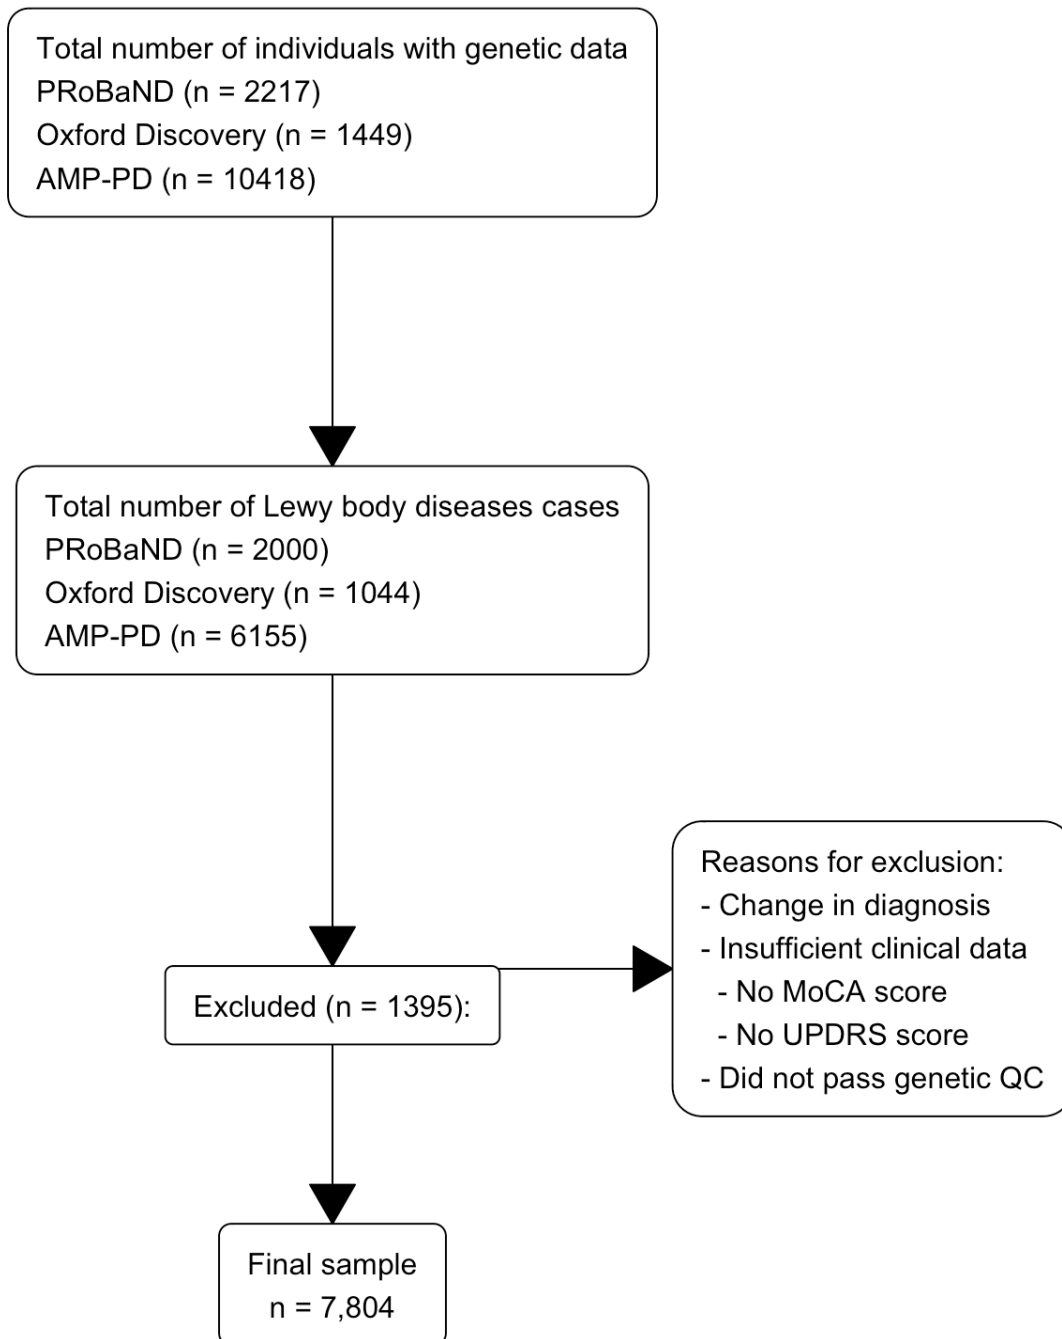 Total number of individuals with genetic data
PRoBaND (n = 2217)
Oxford Discovery (n = 1449)
AMP-PD (n = 10418)
Total number of Lewy body diseases cases
PRoBaND (n = 2000)
Oxford Discovery (n = 1044)
AMP-PD (n = 6155)
Excluded (n = 1395):
Reasons for exclusion:
- Change in diagnosis
- Insufficient clinical data
- No MoCA score
- No UPDRS score
- Did not pass genetic QC
Final sample
n = 7,804